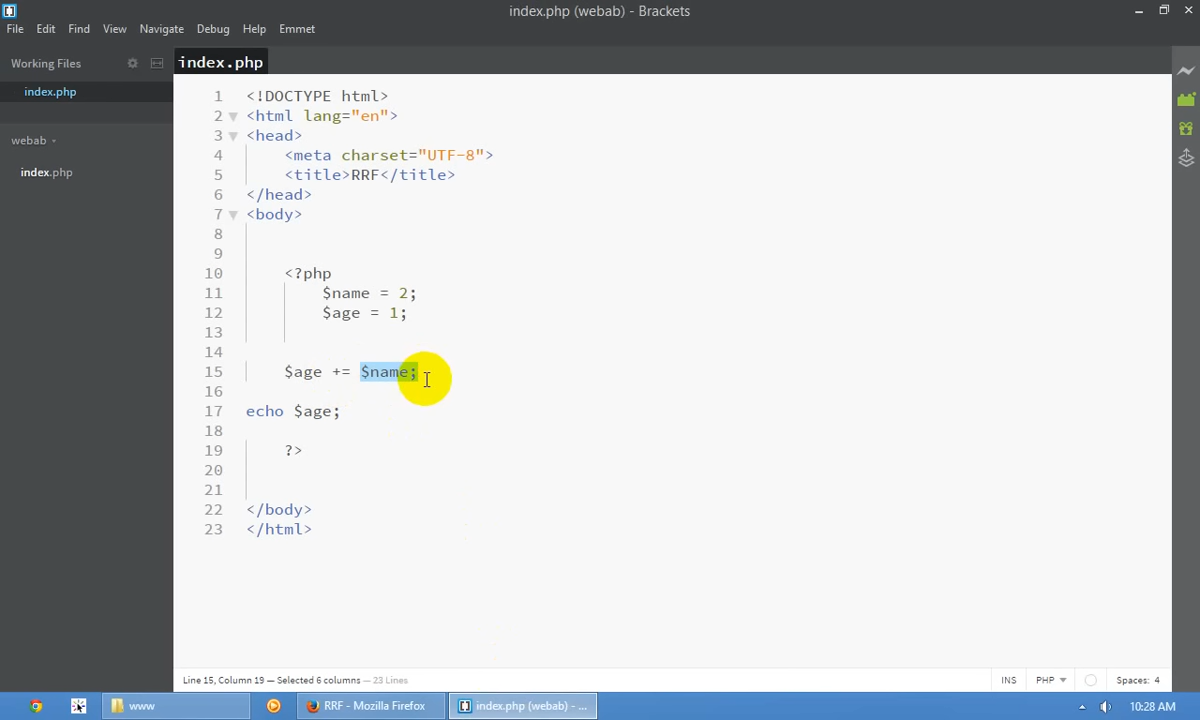 index.php (webab) - Brackets
File Edit Find View Navigate Debug Help Emmet
Working Files
index.php
webab
index.php
index.php
1 <!DOCTYPE html>
2 <html lang="en">
3 <head>
4 <meta charset="UTF-8">
5 <title>RRF</title>
6 </head>
7 <body>
8
9
10 <?php
11 $name = 2;
12 $age = 1;
13
14
15 $age += $name;
16
17 echo $age;
18
19 ?>
20
21
22 </body>
23 </html>
Line 15, Column 19 — Selected 6 columns — 23 Lines
INS PHP Spaces: 4
www RRF - Mozilla Firefox index.php (webab) - ... 10:28 AM